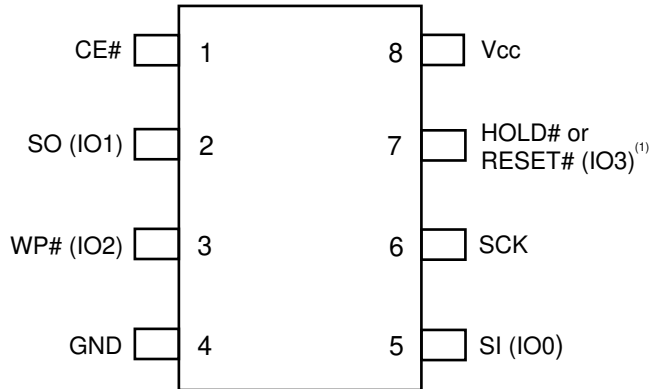 CE# 1 8 Vcc
SO (IO1) 2 7 HOLD# or
RESET# (IO3)(1)
WP# (IO2) 3 6 SCK
GND 4 5 SI (IO0)